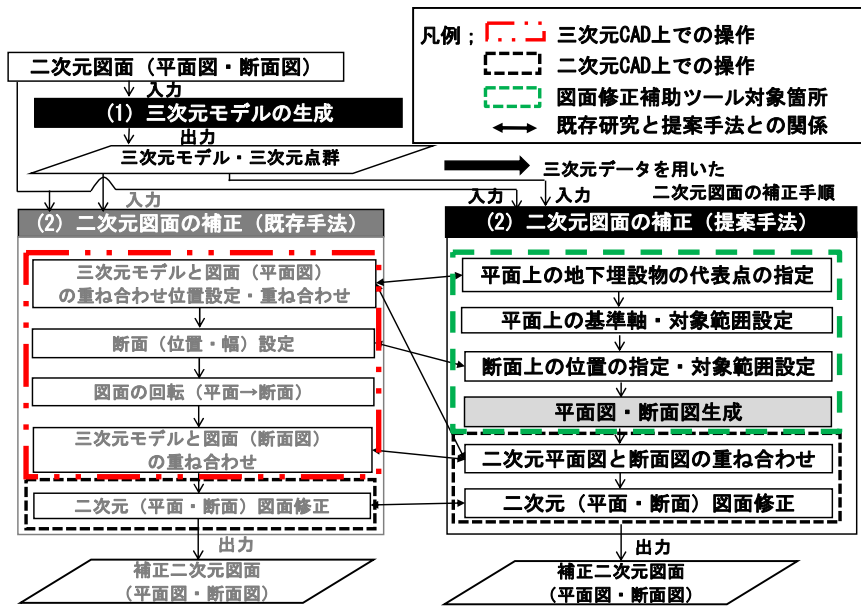 凡例；
三次元CAD上での操作
二次元CAD上での操作
図面修正補助ツール対象箇所
既存研究と提案手法との関係
二次元図面（平面図・断面図）
入力
(1) 三次元モデルの生成
出力
三次元モデル・三次元点群
三次元データを用いた
二次元図面の補正手順
入力
入力
入力
(2) 二次元図面の補正（既存手法）
三次元モデルと図面（平面図）
の重ね合わせ位置設定・重ね合わせ
断面（位置・幅）設定
図面の回転（平面→断面）
三次元モデルと図面（断面図）
の重ね合わせ
二次元（平面・断面）図面修正
出力
補正二次元図面
（平面図・断面図）
(2) 二次元図面の補正（提案手法）
平面上の地下埋設物の代表点の指定
平面上の基準軸・対象範囲設定
断面上の位置の指定・対象範囲設定
平面図・断面図生成
二次元平面図と断面図の重ね合わせ
二次元（平面・断面）図面修正
出力
補正二次元図面
（平面図・断面図）